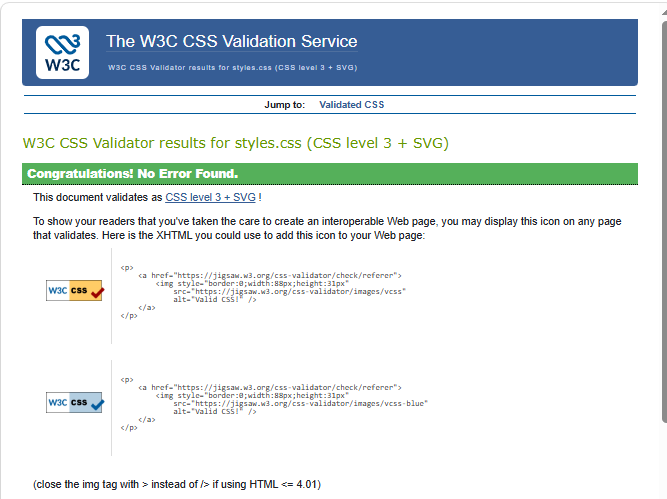 The W3C CSS Validation Service
W3C
W3C CSS Validator results for styles.css (CSS level 3 + SVG)
Jump to: Validated CSS
W3C CSS Validator results for styles.css (CSS level 3 + SVG)
Congratulations! No Error Found.
This document validates as CSS level 3 + SVG !
To show your readers that you've taken the care to create an interoperable Web page, you may display this icon on any page
that validates. Here is the XHTML you could use to add this icon to your Web page:
W3C css
<p>
<a href="https://jigsaw.w3.org/css-validator/check/referer">
<img style="border:0;width:88px;height:31px"
src="https://jigsaw.w3.org/css-validator/images/vcss"
alt="Valid CSS!" />
</a>
</p>
W3C css
<p>
<a href="https://jigsaw.w3.org/css-validator/check/referer">
<img style="border:0;width:88px;height:31px"
src="https://jigsaw.w3.org/css-validator/images/vcss-blue"
alt="Valid CSS!" />
</a>
</p>
(close the img tag with > instead of /> if using HTML <= 4.01)